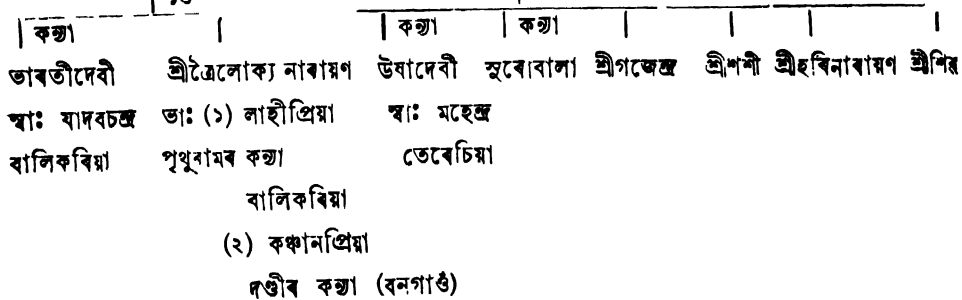 কন্যা কন্যা কন্যা
ভাৰতীদেবী শ্ৰীত্ৰৈলোক্য নাৰায়ণ উষাদেবী সুৰোবালা শ্ৰীগজেন্দ্ৰ শ্ৰীশশী শ্ৰীহৰিনাৰায়ণ শ্ৰীশিৱ
স্বাঃ যাদবচন্দ্ৰ ভাঃ (১) লাহীপ্ৰিয়া স্বাঃ মহেন্দ্ৰ
বালিকৰিয়া পৃথুৰামৰ কন্যা তেৰেচিয়া
বালিকৰিয়া
(২) কঞ্চানপ্ৰিয়া
দণ্ডীৰ কন্যা (বনগাওঁ)